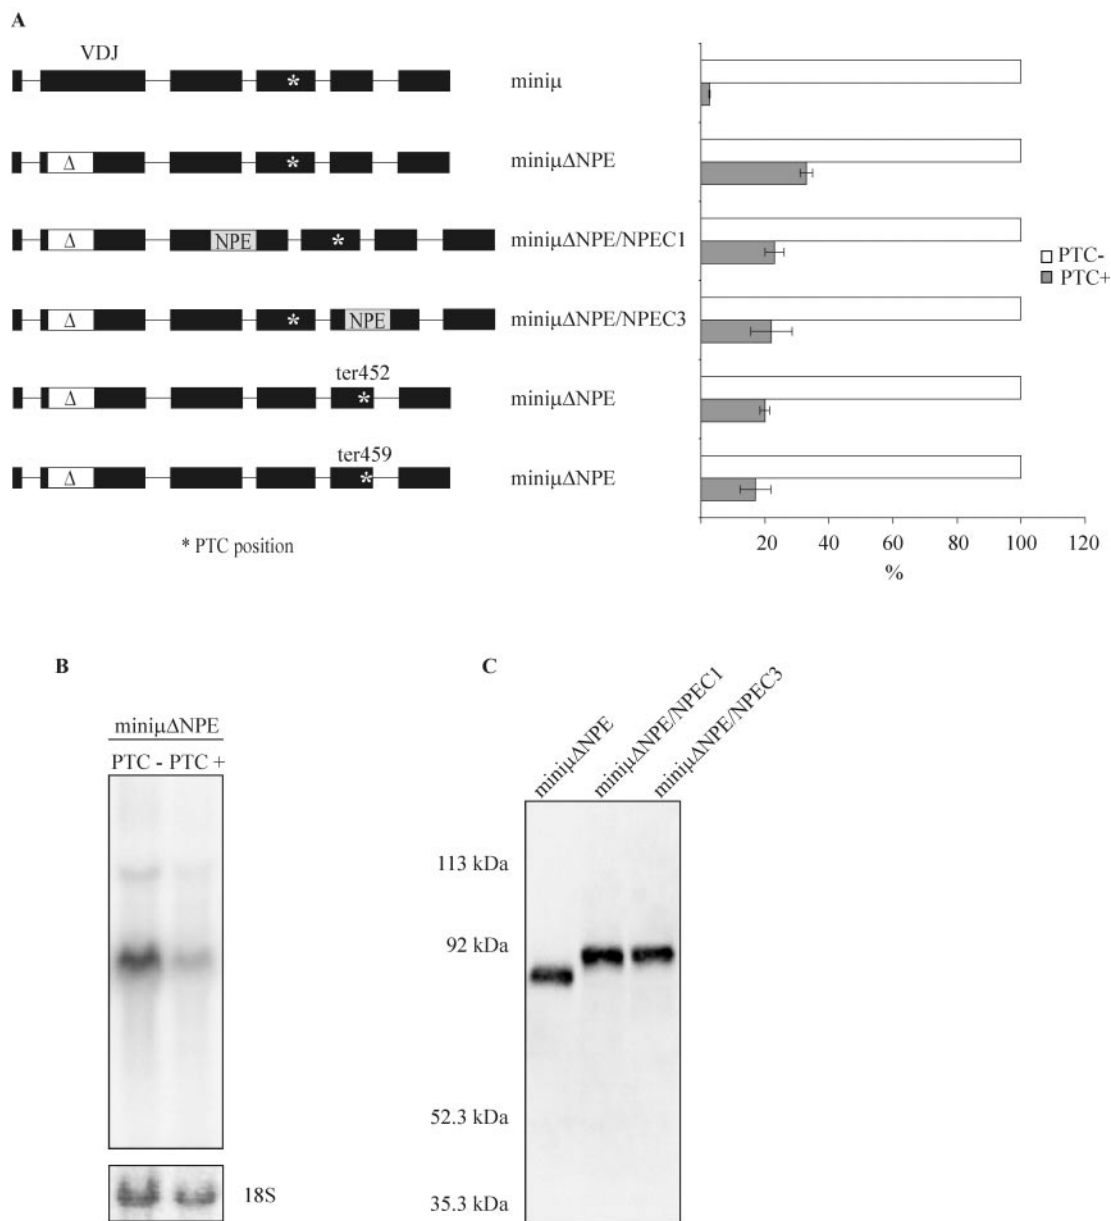 A
VDJ
*
miniμ
Δ
*
miniμΔNPE
Δ
NPE
*
miniμΔNPE/NPEC1
PTC-
PTC+
Δ
*
NPE
miniμΔNPE/NPEC3
ter452
Δ
*
miniμΔNPE
ter459
Δ
*
miniμΔNPE
* PTC position
20 40 60 80 100 120
%
B
miniμΔNPE
PTC - PTC +
18S
C
miniμΔNPE
miniμΔNPE/NPEC1
miniμΔNPE/NPEC3
113 kDa
92 kDa
52.3 kDa
35.3 kDa